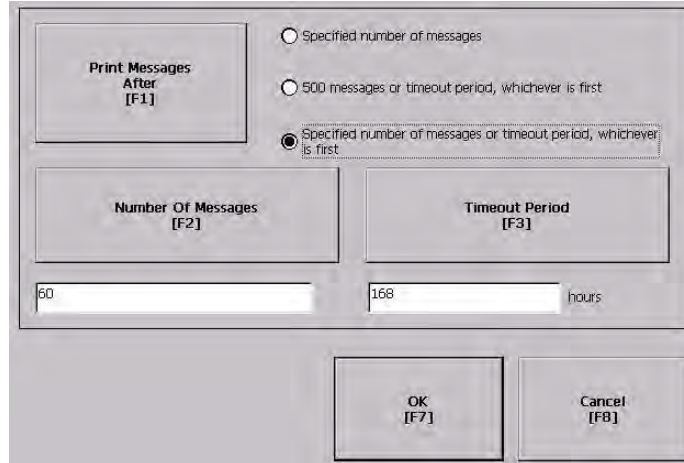 Print Messages
After
[F1]
Specified number of messages
500 messages or timeout period, whichever is first
Specified number of messages or timeout period, whichever
is first
Number Of Messages
[F2]
Timeout Period
[F3]
60
168
hours
OK
[F7]
Cancel
[F8]